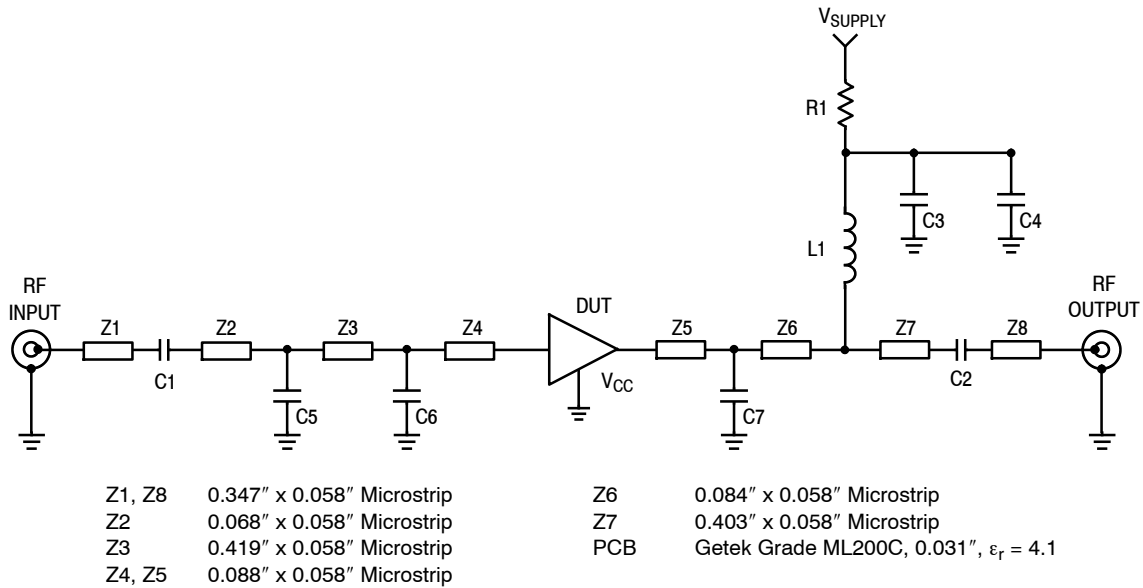 V_SUPPLY
R1
C3
C4
L1
RF
INPUT
RF
OUTPUT
Z1
Z2
Z3
Z4
DUT
Z5
Z6
Z7
Z8
C1
V_CC
C2
C5
C6
C7
Z1, Z8 0.347″ x 0.058″ Microstrip
Z2 0.068″ x 0.058″ Microstrip
Z3 0.419″ x 0.058″ Microstrip
Z4, Z5 0.088″ x 0.058″ Microstrip
Z6 0.084″ x 0.058″ Microstrip
Z7 0.403″ x 0.058″ Microstrip
PCB Getek Grade ML200C, 0.031″, ε_r = 4.1